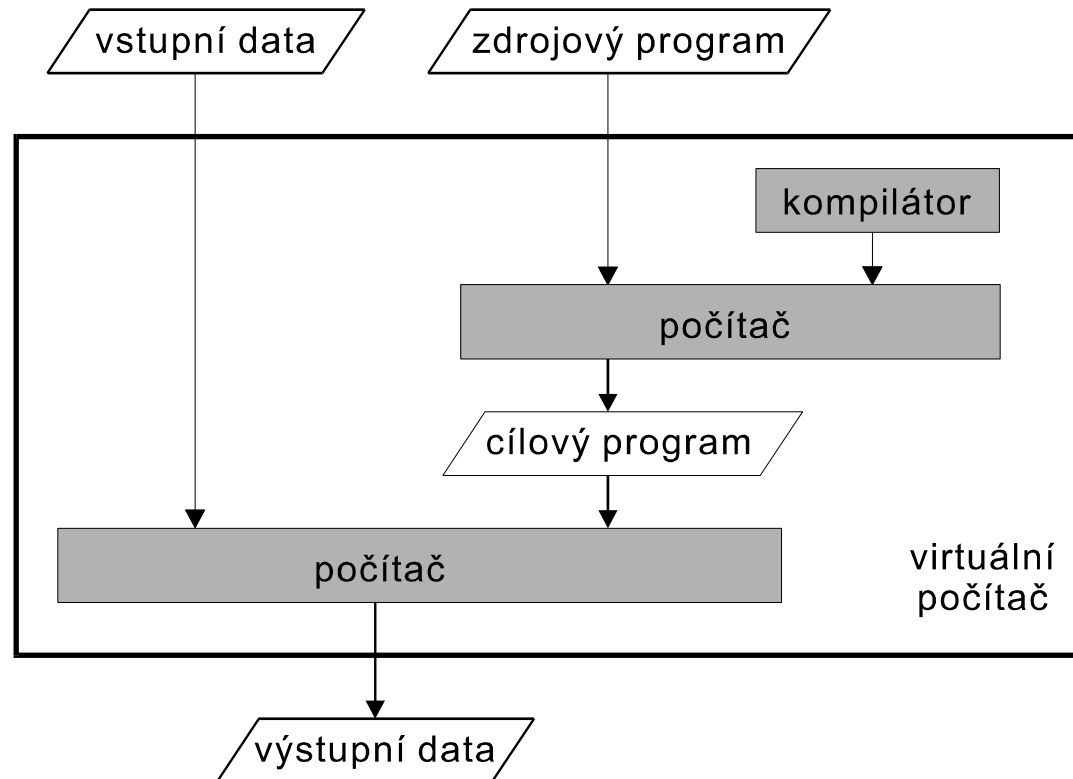 vstupní data
zdrojový program
kompilátor
počítač
cílový program
počítač
virtuální
počítač
výstupní data